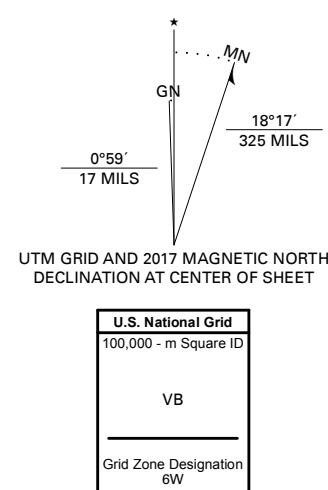 MN
GN
18°17´
325 MILS
0°59´
17 MILS
UTM GRID AND 2017 MAGNETIC NORTH
DECLINATION AT CENTER OF SHEET
U.S. National Grid
100,000 - m Square ID
VB
Grid Zone Designation
6W